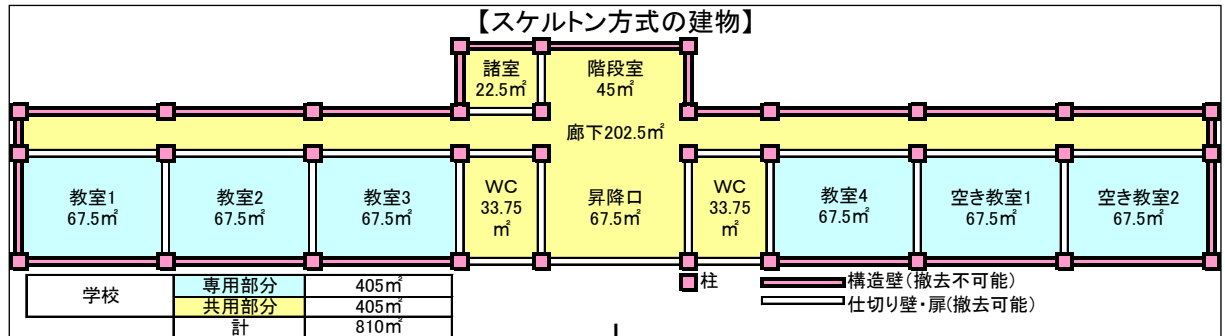 【スケルトン方式の建物】
諸室
22.5㎡
階段室
45㎡
廊下202.5㎡
教室1
67.5㎡
教室2
67.5㎡
教室3
67.5㎡
WC
33.75
㎡
昇降口
67.5㎡
WC
33.75
㎡
教室4
67.5㎡
空き教室1
67.5㎡
空き教室2
67.5㎡
学校
専用部分 405㎡
共用部分 405㎡
計 810㎡
柱
構造壁(撤去不可能)
仕切り壁・扉(撤去可能)